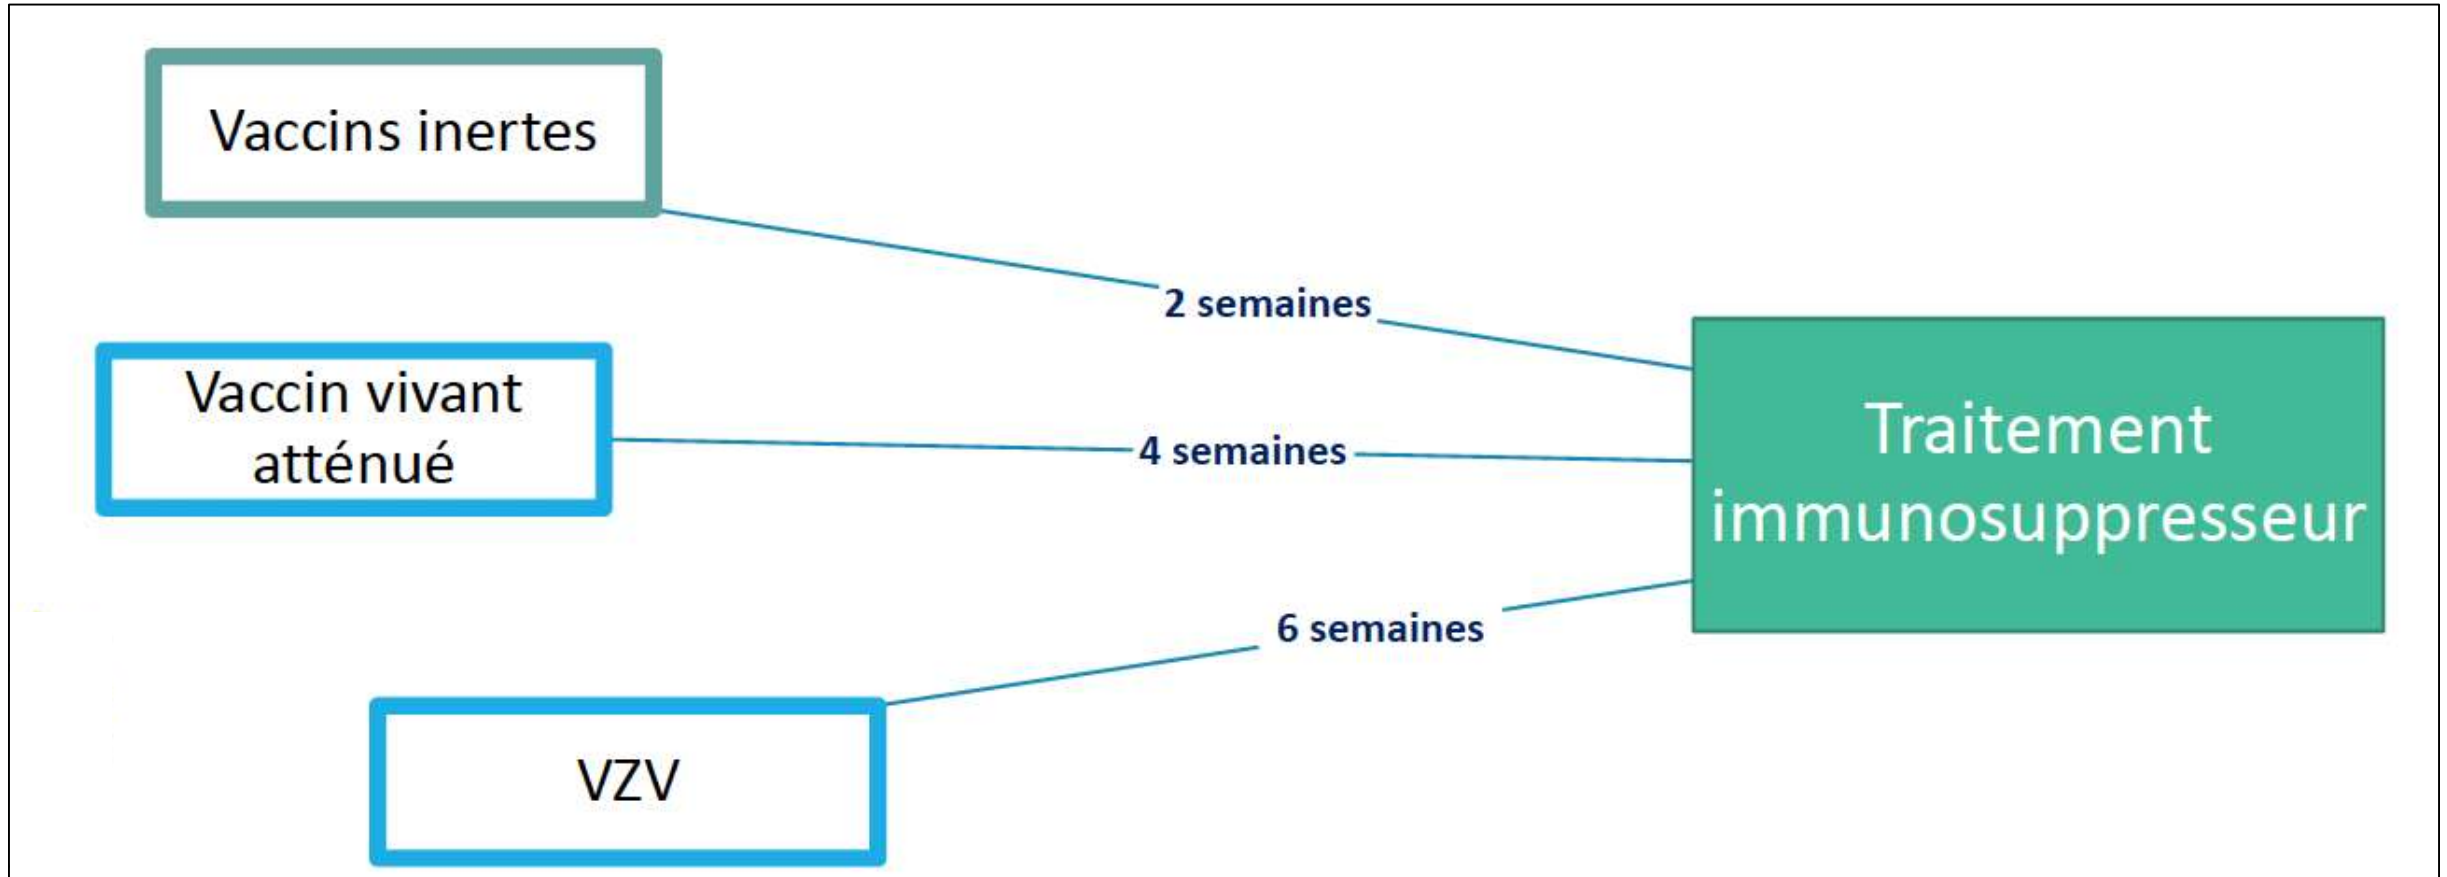 Vaccins inertes
2 semaines
Vaccin vivant
atténué
4 semaines
Traitement
immunosuppresseur
6 semaines
VZV